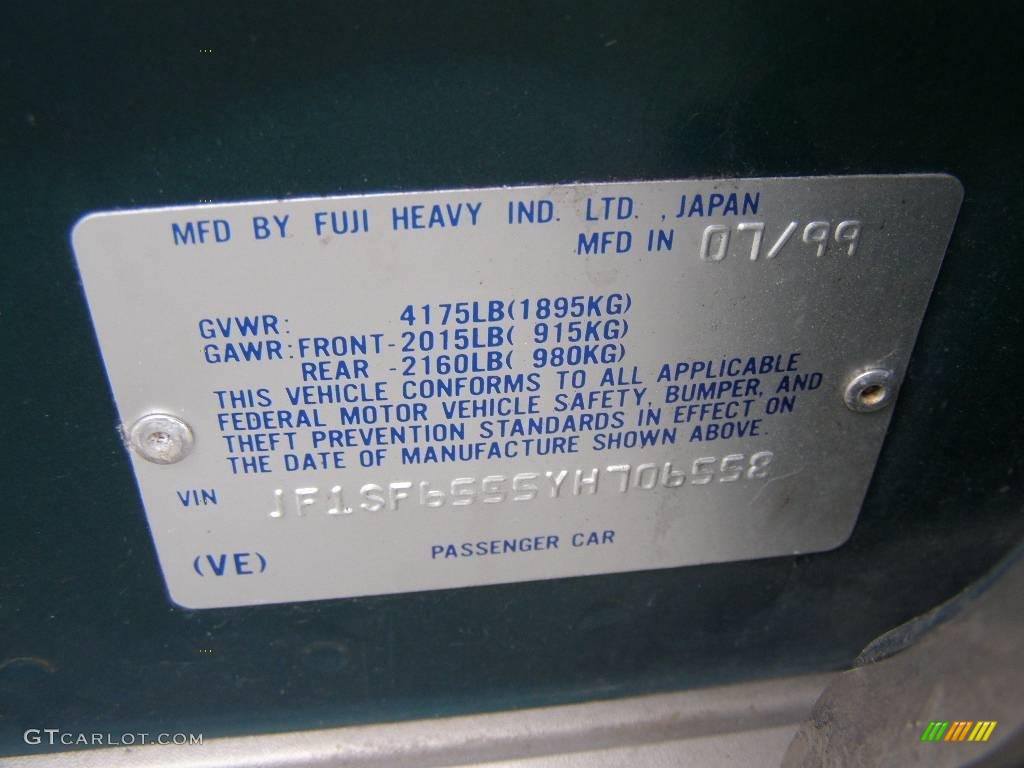 MFD BY FUJI HEAVY IND. LTD. , JAPAN
MFD IN 07/99
GVWR: 4175LB(1895KG)
GAWR:FRONT-2015LB( 915KG)
REAR -2160LB( 980KG)
THIS VEHICLE CONFORMS TO ALL APPLICABLE
FEDERAL MOTOR VEHICLE SAFETY, BUMPER, AND
THEFT PREVENTION STANDARDS IN EFFECT ON
THE DATE OF MANUFACTURE SHOWN ABOVE.
VIN JF1SF6555YH706558
(VE) PASSENGER CAR
GTCARLOT.COM